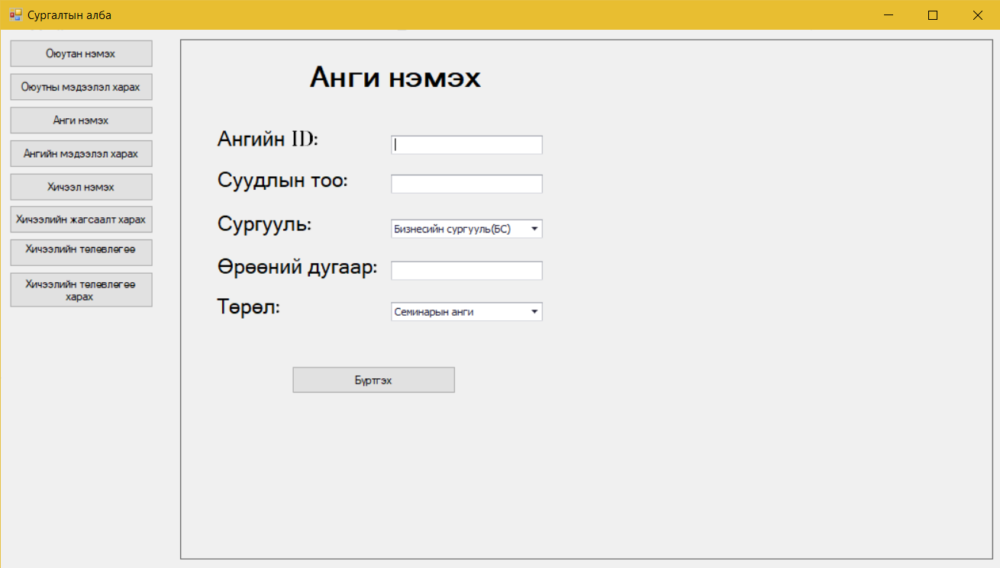 Сургалтын алба
Оюутан нэмэх
Оюутны мэдээлэл харах
Анги нэмэх
Ангийн мэдээлэл харах
Хичээл нэмэх
Хичээлийн жагсаалт харах
Хичээлийн төлөвлөгөө
Хичээлийн төлөвлөгөө
харах
Анги нэмэх
Ангийн ID:
Суудлын тоо:
Сургууль:
Бизнесийн сургууль(БС)
Өрөөний дугаар:
Төрөл:
Семинарын анги
Бүртгэх